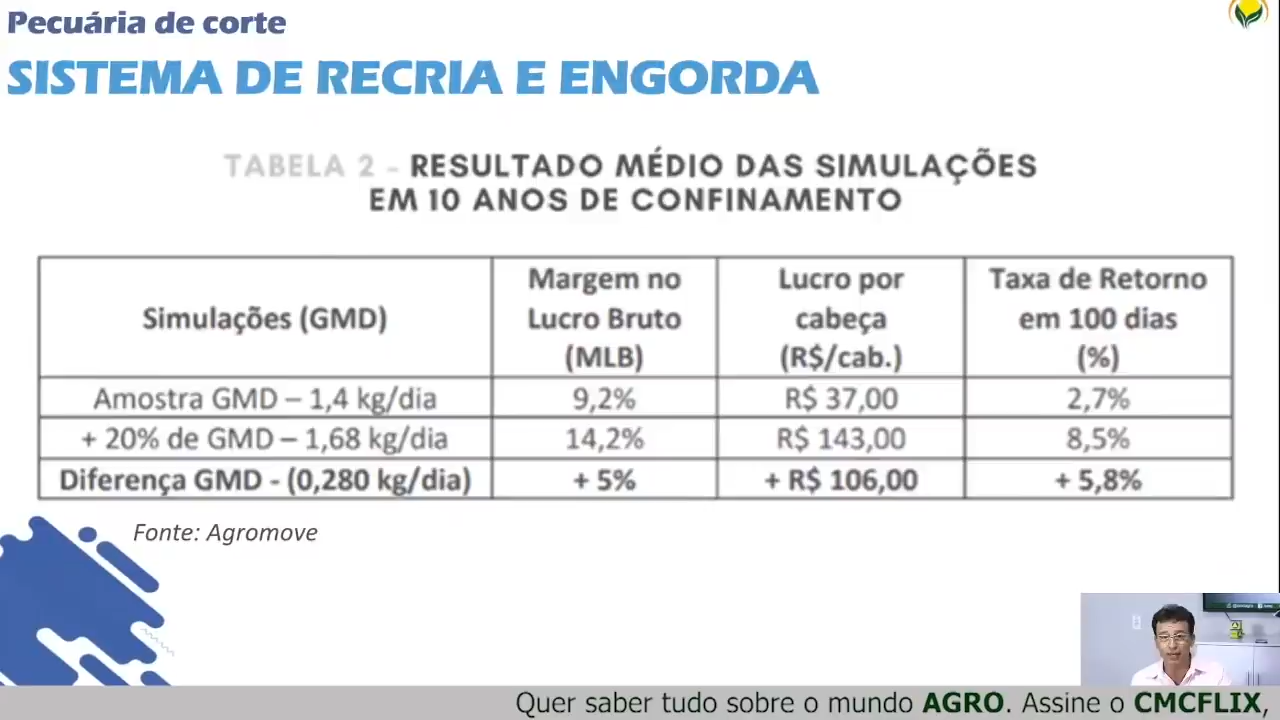 Pecuária de corte
SISTEMA DE RECRIA E ENGORDA
TABELA 2 - RESULTADO MÉDIO DAS SIMULAÇÕES
EM 10 ANOS DE CONFINAMENTO
Simulações (GMD)
Margem no
Lucro Bruto
(MLB)
Lucro por
cabeça
(R$/cab.)
Taxa de Retorno
em 100 dias
(%)
Amostra GMD – 1,4 kg/dia 9,2% R$ 37,00 2,7%
+ 20% de GMD – 1,68 kg/dia 14,2% R$ 143,00 8,5%
Diferença GMD - (0,280 kg/dia) + 5% + R$ 106,00 + 5,8%
Fonte: Agromove
Quer saber tudo sobre o mundo AGRO. Assine o CMCFLIX,